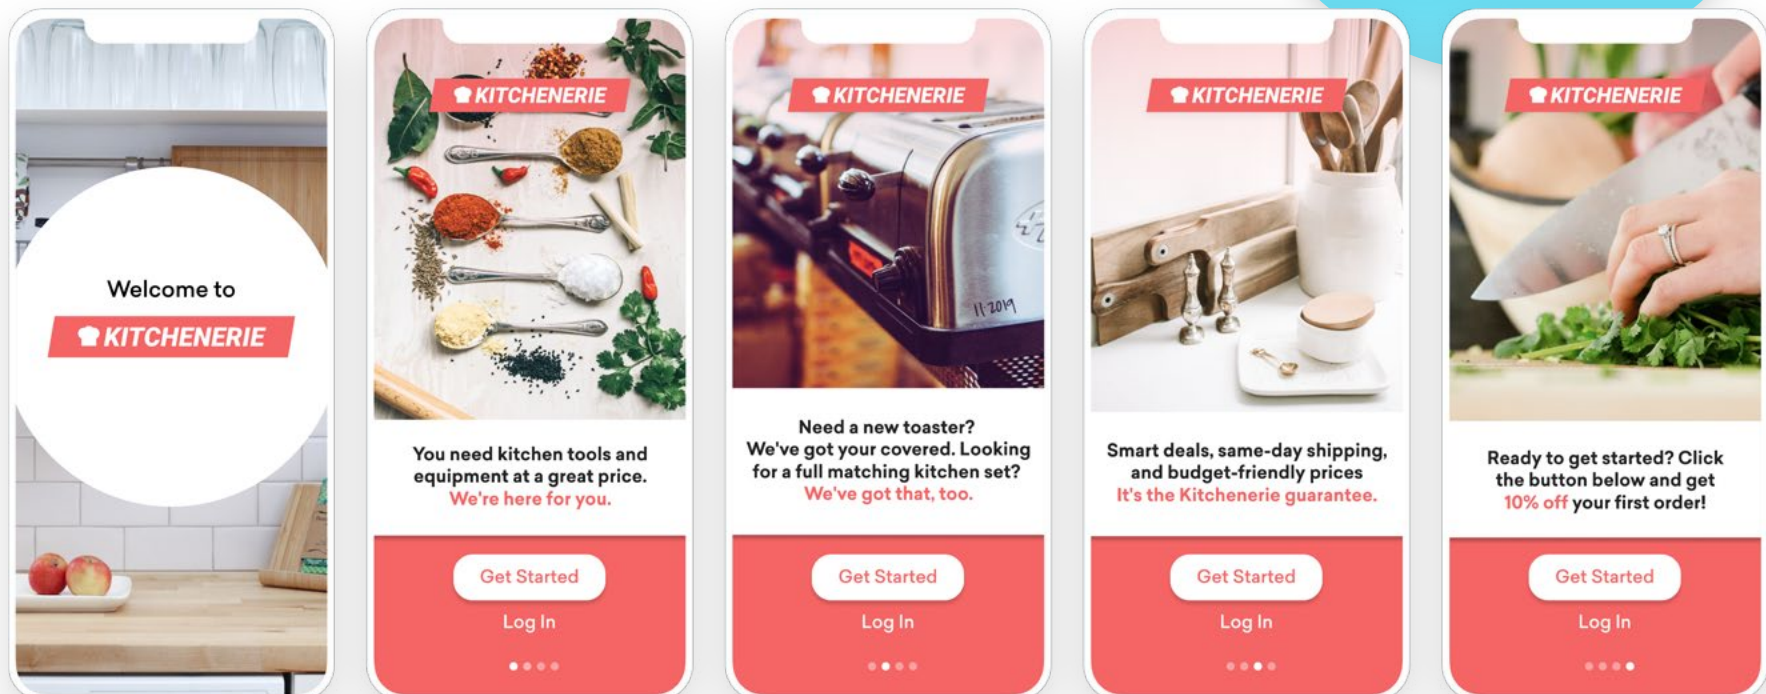 Welcome to
KITCHENERIE
KITCHENERIE
11·2019
You need kitchen tools and
equipment at a great price.
We're here for you.
Get Started
Log In
KITCHENERIE
Need a new toaster?
We've got your covered. Looking
for a full matching kitchen set?
We've got that, too.
Get Started
Log In
KITCHENERIE
Smart deals, same-day shipping,
and budget-friendly prices
It's the Kitchenerie guarantee.
Get Started
Log In
KITCHENERIE
Ready to get started? Click
the button below and get
10% off your first order!
Get Started
Log In